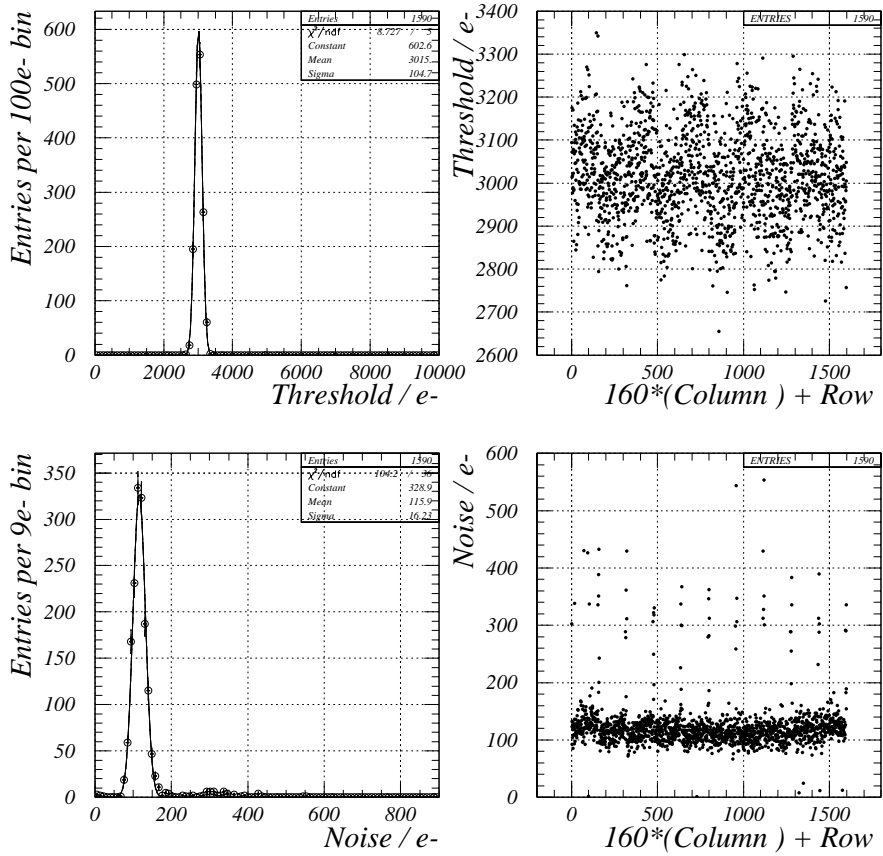 Entries 1590
χ²/ndf 8.727 / 5
Constant 602.6
Mean 3015.
Sigma 104.7
Entries per 100e- bin
600
500
400
300
200
100
0
0 2000 4000 6000 8000 10000
Threshold / e-
ENTRIES 1590
Threshold / e-
3400
3300
3200
3100
3000
2900
2800
2700
2600
0 500 1000 1500
160*(Column ) + Row
Entries 1590
χ²/ndf 104.2 / 36
Constant 328.9
Mean 115.9
Sigma 16.23
Entries per 9e- bin
350
300
250
200
150
100
50
0
0 200 400 600 800
Noise / e-
ENTRIES 1590
Noise / e-
600
500
400
300
200
100
0
0 500 1000 1500
160*(Column ) + Row